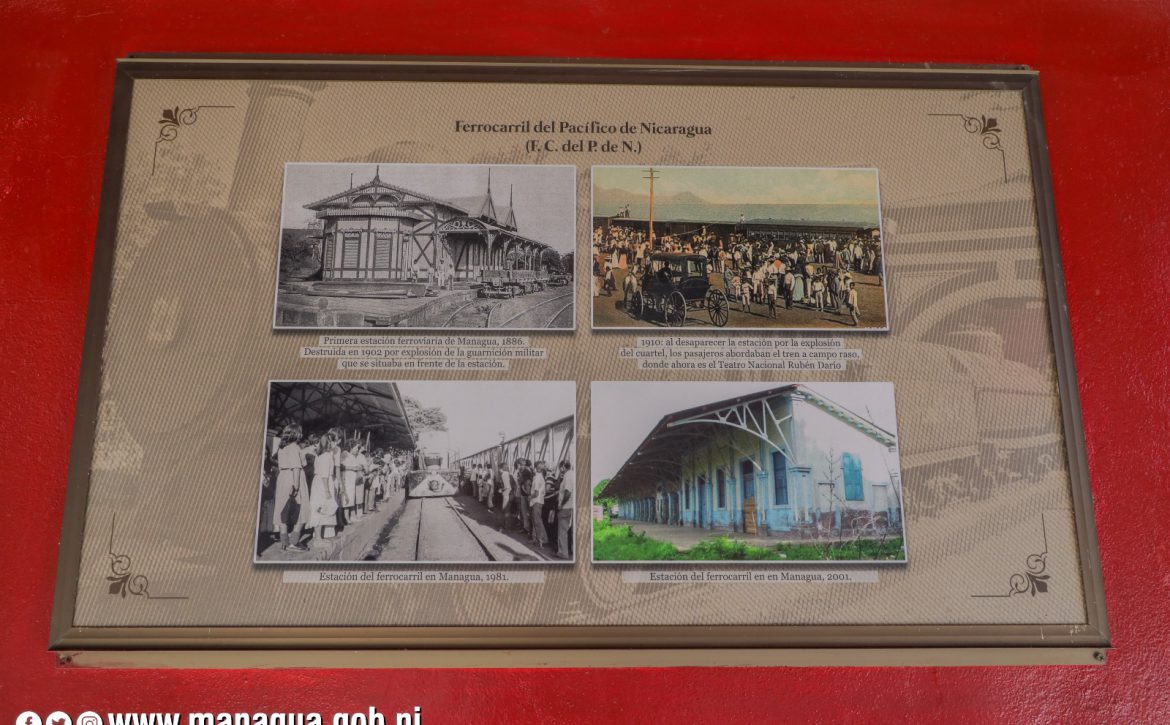 Ferrocarril del Pacífico de Nicaragua
(F. C. del P. de N.)
Primera estación ferroviaria de Managua, 1886.
Destruida en 1902 por explosión de la guarnición militar
que se situaba en frente de la estación.
1910: al desaparecer la estación por la explosión
del cuartel, los pasajeros abordaban el tren a campo raso,
donde ahora es el Teatro Nacional Rubén Darío
Estación del ferrocarril en Managua, 1981.
Estación del ferrocarril en en Managua, 2001.
www.managua.gob.ni